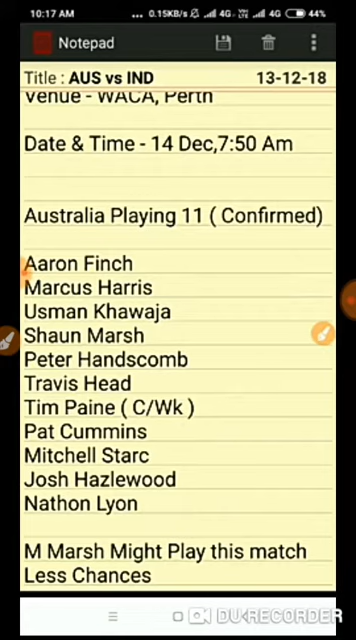 10:17 AM ... 0.15KB/s 4G 4G 44%
Notepad
Title : AUS vs IND 13-12-18
Venue - WACA, Perth
Date & Time - 14 Dec,7:50 Am
Australia Playing 11 ( Confirmed)
Aaron Finch
Marcus Harris
Usman Khawaja
Shaun Marsh
Peter Handscomb
Travis Head
Tim Paine ( C/Wk )
Pat Cummins
Mitchell Starc
Josh Hazlewood
Nathon Lyon
M Marsh Might Play this match
Less Chances
DU RECORDER